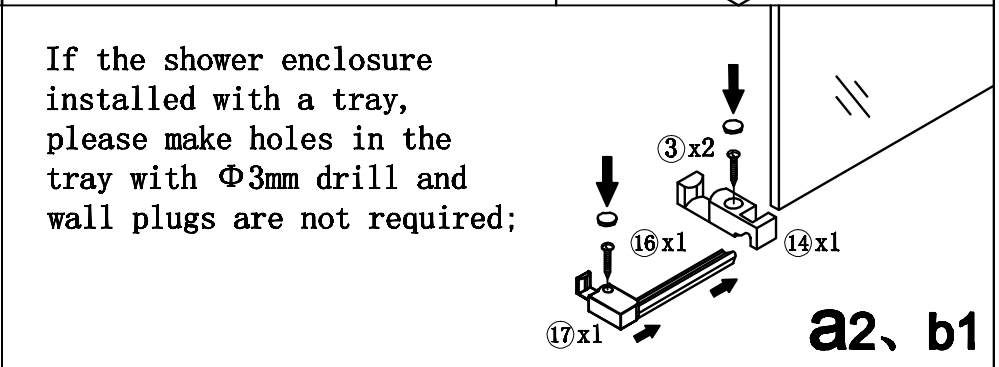 If the shower enclosure
installed with a tray,
please make holes in the
tray with Φ3mm drill and
wall plugs are not required;
③x2
⑯x1
⑭x1
⑰x1
a2、b1